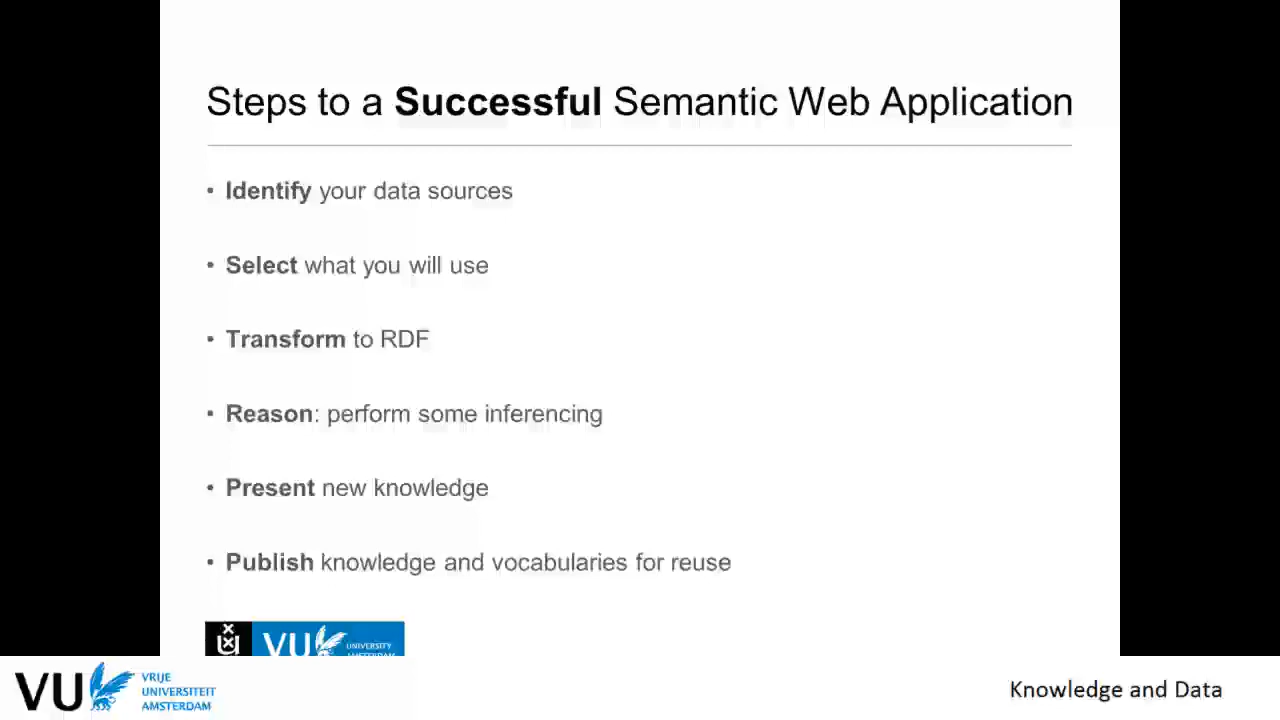 Steps to a Successful Semantic Web Application
• Identify your data sources
• Select what you will use
• Transform to RDF
• Reason: perform some inferencing
• Present new knowledge
• Publish knowledge and vocabularies for reuse
VU UNIVERSITY
AMSTERDAM
VU VRIJE
UNIVERSITEIT
AMSTERDAM
Knowledge and Data